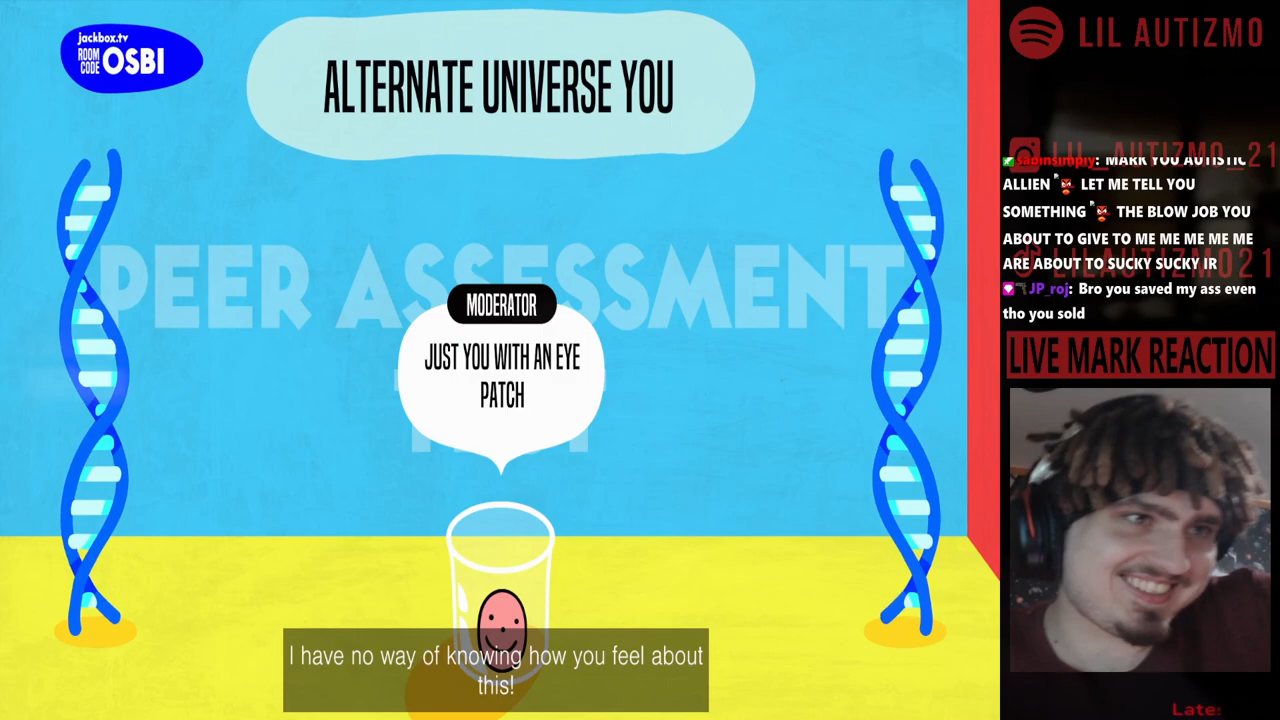 jackbox.tv
ROOM
CODE OSBI
ALTERNATE UNIVERSE YOU
PEER ASSESSMENT
MODERATOR
JUST YOU WITH AN EYE
PATCH
I have no way of knowing how you feel about
this!
LIL AUTIZMO
LIL_AUTIZMO_21
sabinsimpiy: MARK YOU AUTISTIC
ALLIEN LET ME TELL YOU
SOMETHING THE BLOW JOB YOU
ABOUT TO GIVE TO ME ME ME ME ME
LILAUTIZMO21
ARE ABOUT TO SUCKY SUCKY IR
JP_roj: Bro you saved my ass even
tho you sold
LIVE MARK REACTION
Late: